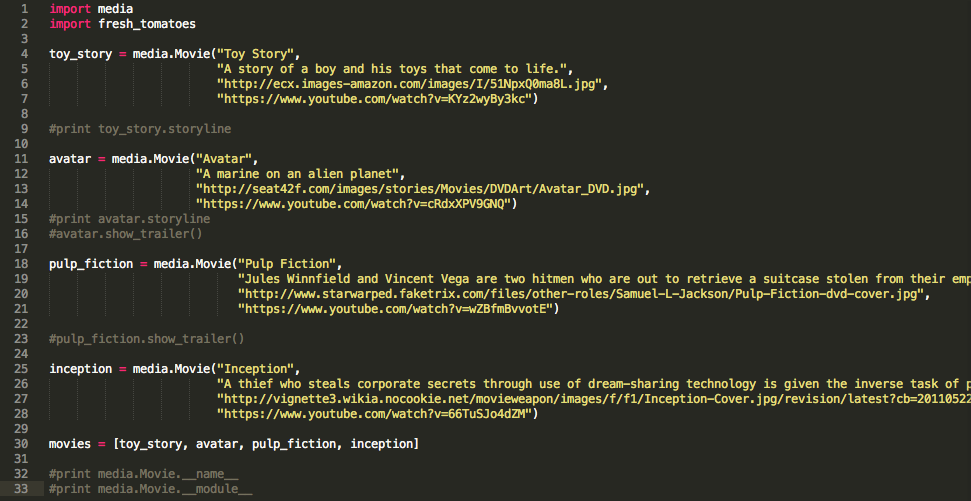 1 import media
2 import fresh_tomatoes
3
4 toy_story = media.Movie("Toy Story",
5 "A story of a boy and his toys that come to life.",
6 "http://ecx.images-amazon.com/images/I/51NpxQ0ma8L.jpg",
7 "https://www.youtube.com/watch?v=KYz2wyBy3kc")
8
9 #print toy_story.storyline
10
11 avatar = media.Movie("Avatar",
12 "A marine on an alien planet",
13 "http://seat42f.com/images/stories/Movies/DVDArt/Avatar_DVD.jpg",
14 "https://www.youtube.com/watch?v=cRdxXPV9GNQ")
15 #print avatar.storyline
16 #avatar.show_trailer()
17
18 pulp_fiction = media.Movie("Pulp Fiction",
19 "Jules Winnfield and Vincent Vega are two hitmen who are out to retrieve a suitcase stolen from their emp
20 "http://www.starwarped.faketrix.com/files/other-roles/Samuel-L-Jackson/Pulp-Fiction-dvd-cover.jpg",
21 "https://www.youtube.com/watch?v=wZBfmBvvotE")
22
23 #pulp_fiction.show_trailer()
24
25 inception = media.Movie("Inception",
26 "A thief who steals corporate secrets through use of dream-sharing technology is given the inverse task of p
27 "http://vignette3.wikia.nocookie.net/movieweapon/images/f/f1/Inception-Cover.jpg/revision/latest?cb=20110522
28 "https://www.youtube.com/watch?v=66TuSJo4dZM")
29
30 movies = [toy_story, avatar, pulp_fiction, inception]
31
32 #print media.Movie.__name__
33 #print media.Movie.__module__